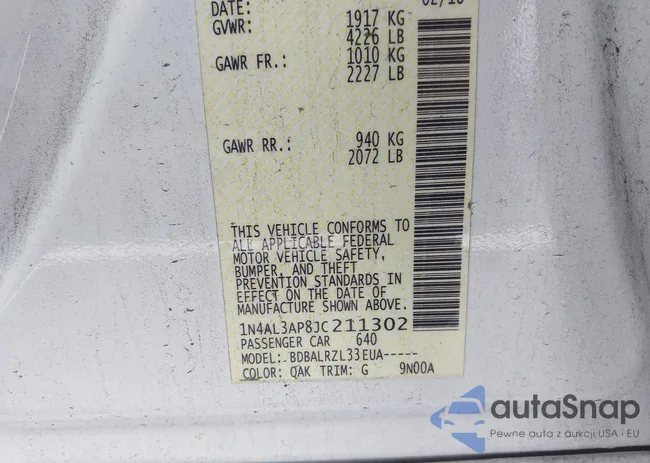 DATE:
GVWR: 1917 KG
4226 LB
GAWR FR.: 1010 KG
2227 LB
GAWR RR.: 940 KG
2072 LB
THIS VEHICLE CONFORMS TO
ALL APPLICABLE FEDERAL
MOTOR VEHICLE SAFETY,
BUMPER, AND THEFT
PREVENTION STANDARDS IN
EFFECT ON THE DATE OF
MANUFACTURE SHOWN ABOVE.
1N4AL3AP8JC211302
PASSENGER CAR 640
MODEL: BDBALRZL33EUA-----
COLOR: QAK TRIM: G 9N00A
autaSnap
Pewne auta z aukcji USA i EU